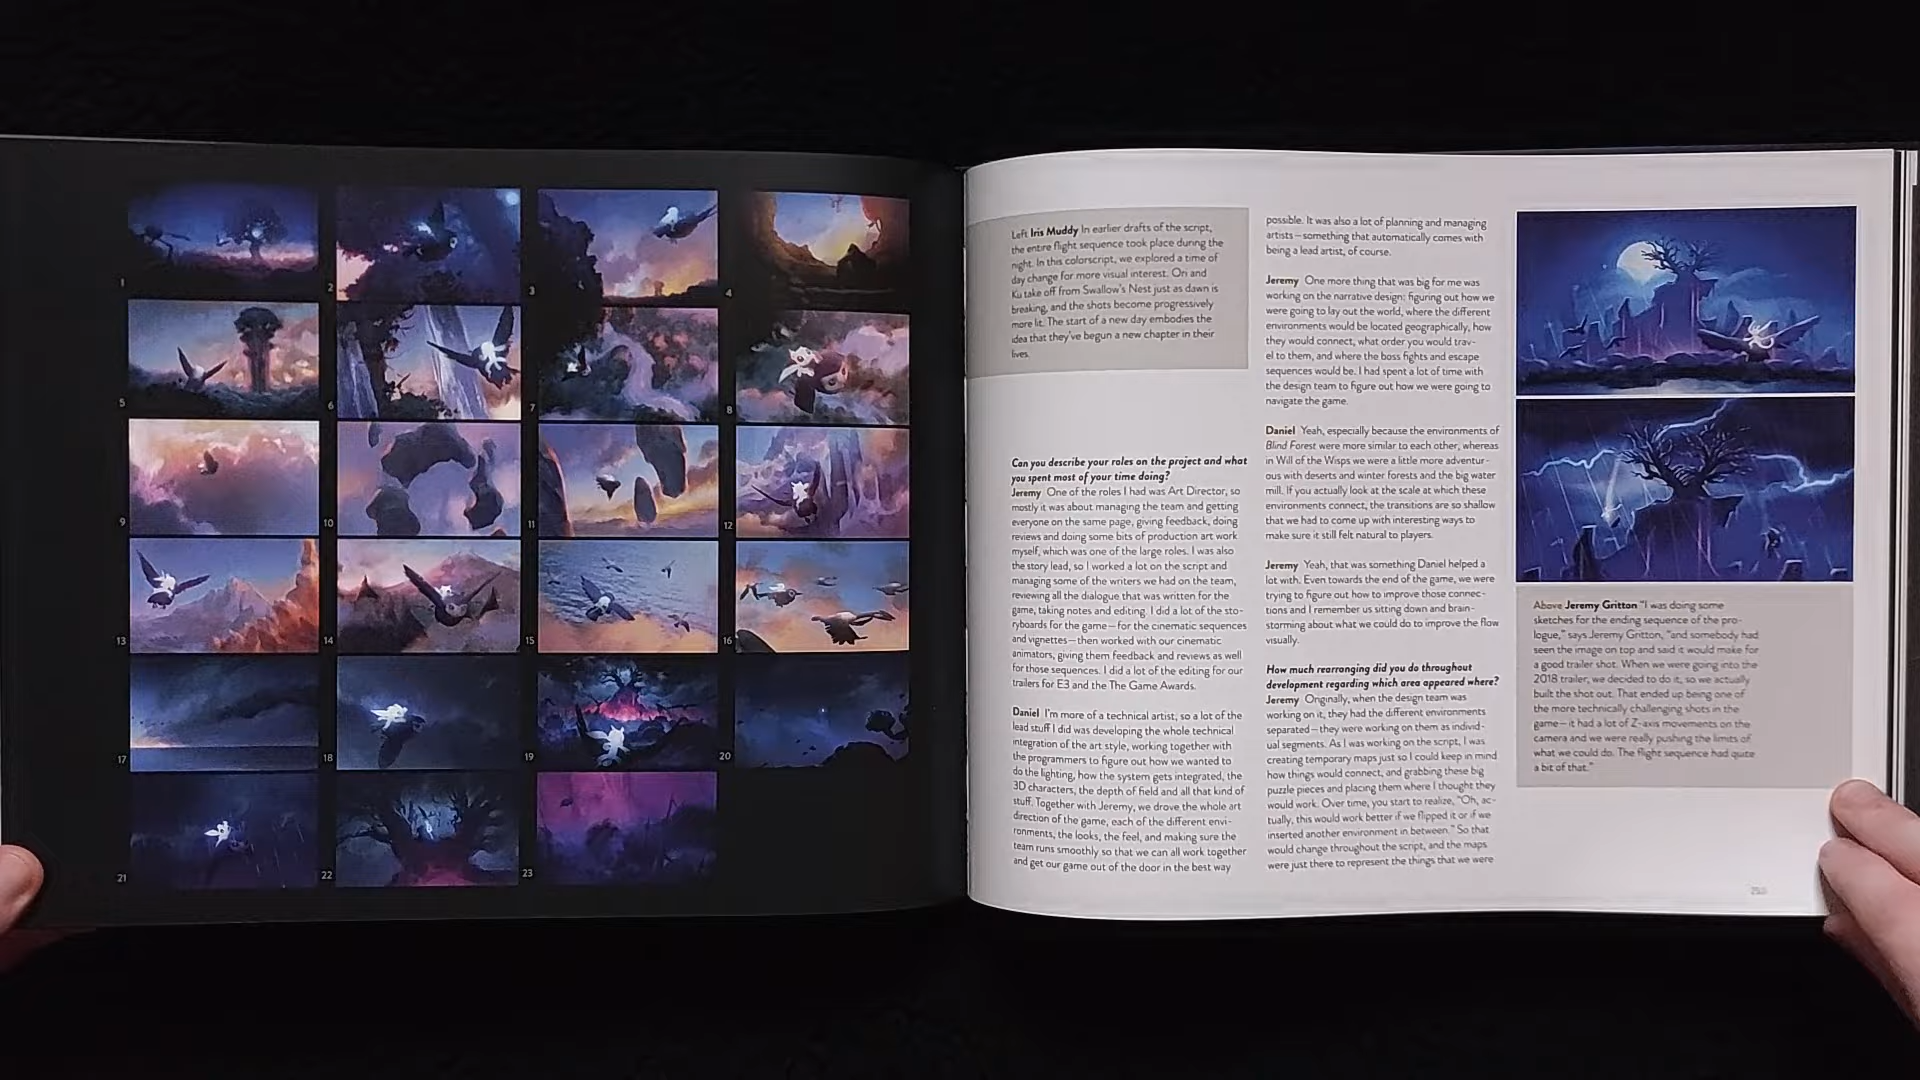 1
2
3
4
5
6
7
8
9
10
11
12
13
14
15
16
17
18
19
20
21
22
23
Left Iris Muddy In earlier drafts of the script,
the entire flight sequence took place during the
night. In this colorscript, we explored a time of
day change for more visual interest. Ori and
Ku take off from Swallow's Nest just as dawn is
breaking, and the shots become progressively
more lit. The start of a new day embodies the
idea that they've begun a new chapter in their
lives.
Can you describe your roles on the project and what
you spent most of your time doing?
Jeremy One of the roles I had was Art Director, so
mostly it was about managing the team and getting
everyone on the same page, giving feedback, doing
reviews and doing some bits of production art work
myself, which was one of the large roles. I was also
the story lead, so I worked a lot on the script and
managing some of the writers we had on the team,
reviewing all the dialogue that was written for the
game, taking notes and editing. I did a lot of the sto-
ryboards for the game—for the cinematic sequences
and vignettes—then worked with our cinematic
animators, giving them feedback and reviews as well
for those sequences. I did a lot of the editing for our
trailers for E3 and the The Game Awards.
Daniel I'm more of a technical artist, so a lot of the
lead stuff I did was developing the whole technical
integration of the art style, working together with
the programmers to figure out how we wanted to
do the lighting, how the system gets integrated, the
3D characters, the depth of field and all that kind of
stuff. Together with Jeremy, we drove the whole art
direction of the game, each of the different envi-
ronments, the looks, the feel, and making sure the
team runs smoothly so that we can all work together
and get our game out of the door in the best way
possible. It was also a lot of planning and managing
artists—something that automatically comes with
being a lead artist, of course.
Jeremy One more thing that was big for me was
working on the narrative design: figuring out how we
were going to lay out the world, where the different
environments would be located geographically, how
they would connect, what order you would trav-
el to them, and where the boss fights and escape
sequences would be. I had spent a lot of time with
the design team to figure out how we were going to
navigate the game.
Daniel Yeah, especially because the environments of
Blind Forest were more similar to each other, whereas
in Will of the Wisps we were a little more adventur-
ous with deserts and winter forests and the big water
mill. If you actually look at the scale at which these
environments connect, the transitions are so shallow
that we had to come up with interesting ways to
make sure it still felt natural to players.
Jeremy Yeah, that was something Daniel helped a
lot with. Even towards the end of the game, we were
trying to figure out how to improve those connec-
tions and I remember us sitting down and brain-
storming about what we could do to improve the flow
visually.
How much rearranging did you do throughout
development regarding which area appeared where?
Jeremy Originally, when the design team was
working on it, they had the different environments
separated—they were working on them as individ-
ual segments. As I was working on the script, I was
creating temporary maps just so I could keep in mind
how things would connect, and grabbing these big
puzzle pieces and placing them where I thought they
would work. Over time, you start to realize, "Oh, ac-
tually, this would work better if we flipped it or if we
inserted another environment in between." So that
would change throughout the script, and the maps
were just there to represent the things that we were
Above Jeremy Gritton "I was doing some
sketches for the ending sequence of the pro-
logue," says Jeremy Gritton, "and somebody had
seen the image on top and said it would make for
a good trailer shot. When we were going into the
2018 trailer, we decided to do it, so we actually
built the shot out. That ended up being one of
the more technically challenging shots in the
game—it had a lot of Z-axis movements on the
camera and we were really pushing the limits of
what we could do. The flight sequence had quite
a bit of that."